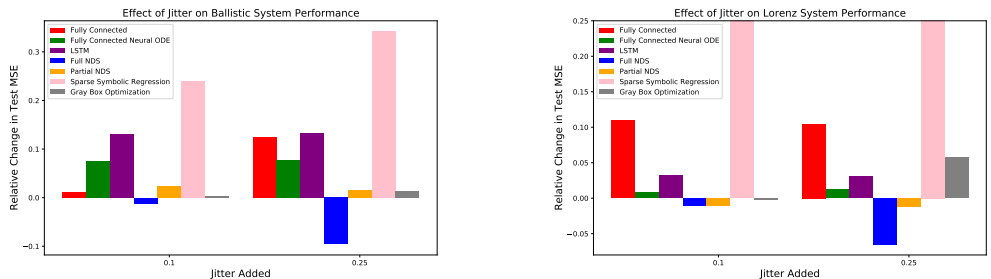 Effect of Jitter on Ballistic System Performance
Relative Change in Test MSE
0.3
0.2
0.1
0.0
−0.1
Fully Connected
Fully Connected Neural ODE
LSTM
Full NDS
Partial NDS
Sparse Symbolic Regression
Gray Box Optimization
0.1
0.25
Jitter Added
Effect of Jitter on Lorenz System Performance
Relative Change in Test MSE
0.25
0.20
0.15
0.10
0.05
0.00
−0.05
Fully Connected
Fully Connected Neural ODE
LSTM
Full NDS
Partial NDS
Sparse Symbolic Regression
Gray Box Optimization
0.1
0.25
Jitter Added